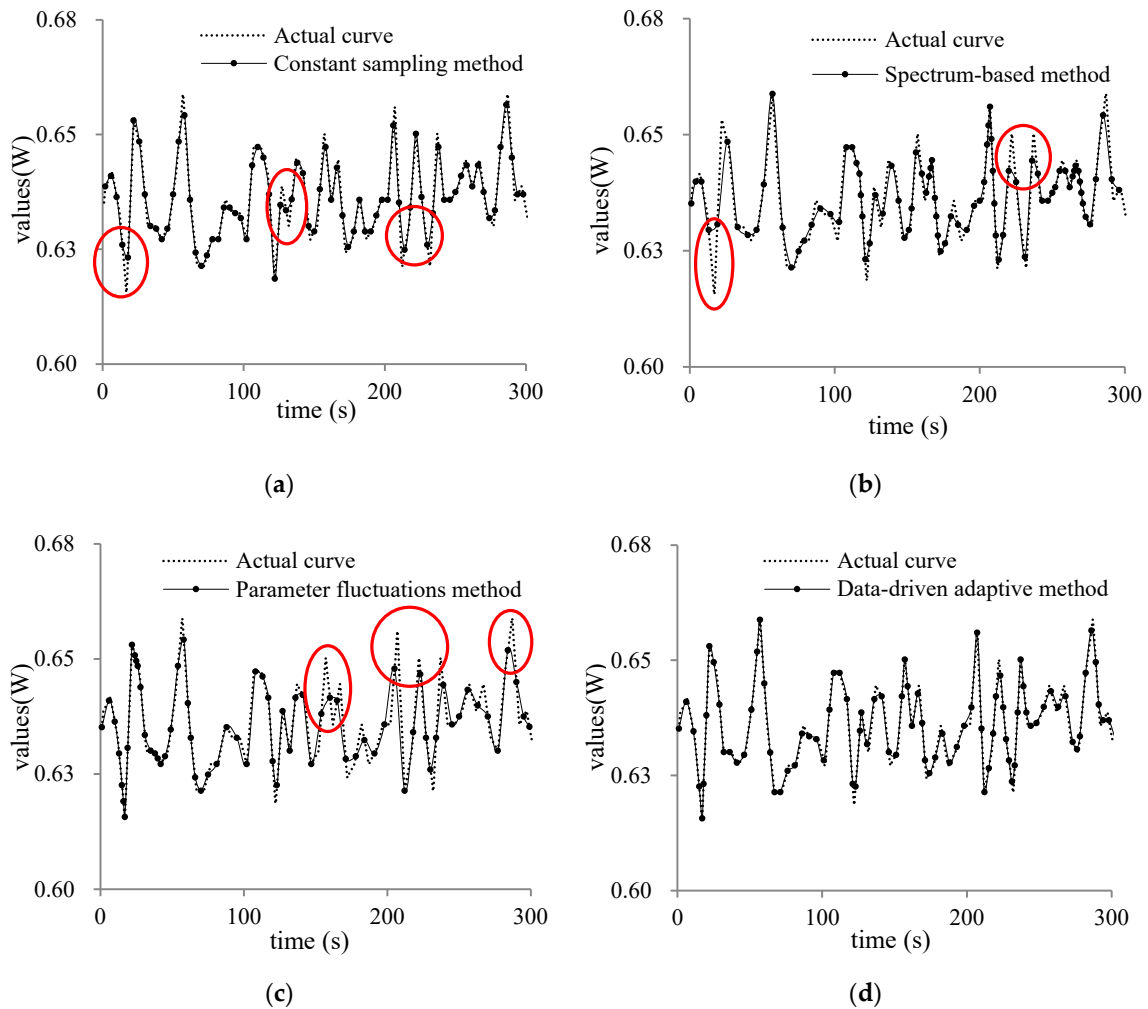 0.68
Actual curve
Constant sampling method
0.65
values(W)
0.63
0.60
0 100 200 300
time (s)
(a)
0.68
Actual curve
Spectrum-based method
0.65
values(W)
0.63
0.60
0 100 200 300
time (s)
(b)
0.68
Actual curve
Parameter fluctuations method
0.65
values(W)
0.63
0.60
0 100 200 300
time (s)
(c)
0.68
Actual curve
Data-driven adaptive method
0.65
values(W)
0.63
0.60
0 100 200 300
time (s)
(d)